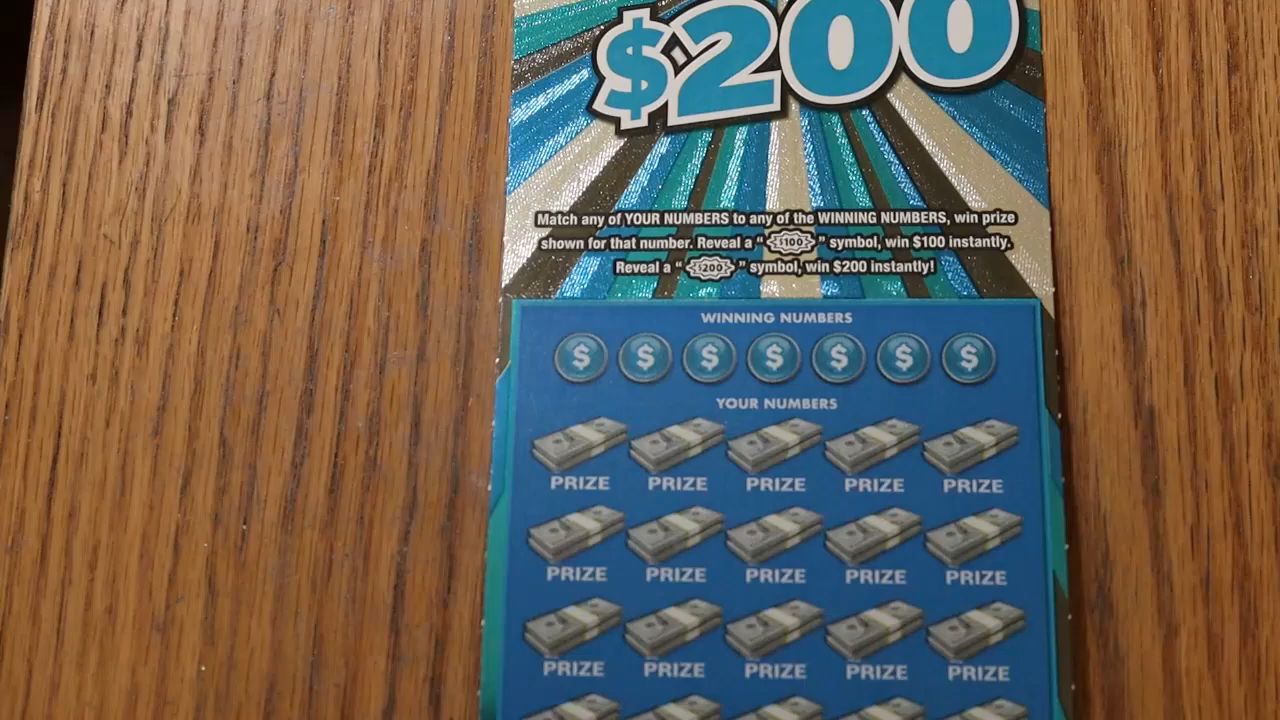 $200
Match any of YOUR NUMBERS to any of the WINNING NUMBERS, win prize
shown for that number. Reveal a “ $100 ” symbol, win $100 instantly.
Reveal a “ $200 ” symbol, win $200 instantly!
WINNING NUMBERS
$ $ $ $ $ $ $
YOUR NUMBERS
PRIZE PRIZE PRIZE PRIZE PRIZE
PRIZE PRIZE PRIZE PRIZE PRIZE
PRIZE PRIZE PRIZE PRIZE PRIZE